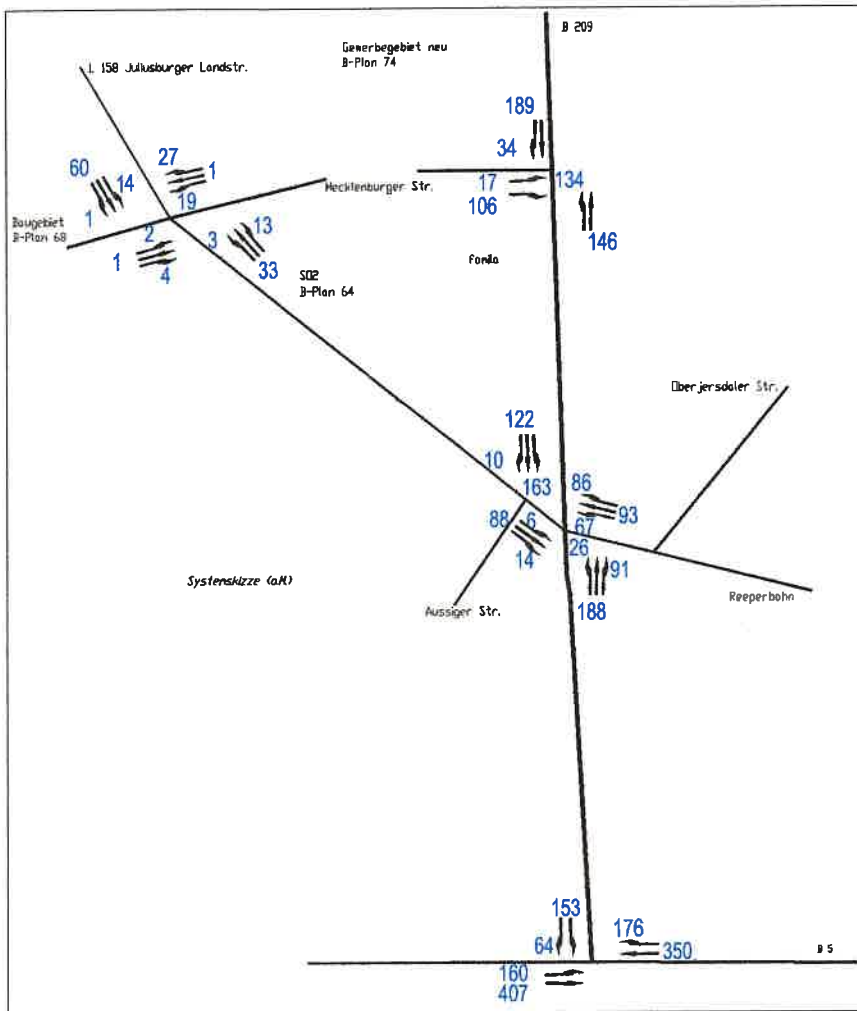 B 209
Gewerbegebiet neu
B-Plan 74
L 158 Juliusburger Landstr.
189
34
27
1
60
14
17
134
106
Mecklenburger Str.
19
1
Baugebiet
B-Plan 68
2
3
13
146
1
4
33
Famila
SO2
B-Plan 64
Oberjersdaler Str.
122
10
163
86
93
88
6
67
14
26
91
Systemskizze (o.M.)
188
Reeperbahn
Aussiger Str.
153
176
64
350
B 5
160
407